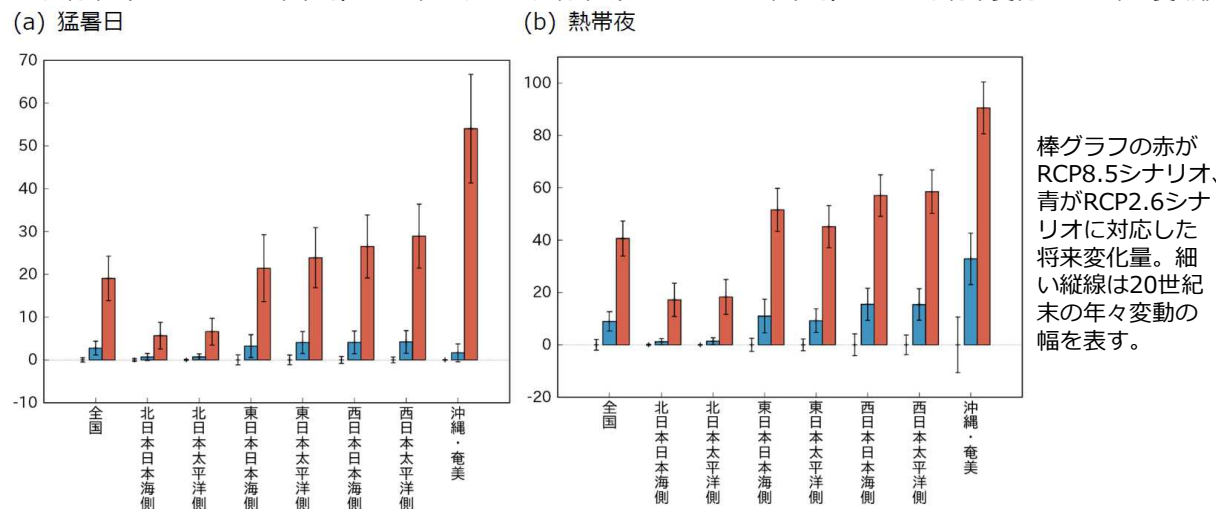 (a) 猛暑日
(b) 熱帯夜
70
60
50
40
30
20
10
0
-10
全国
北日本日本海側
北日本太平洋側
東日本日本海側
東日本太平洋側
西日本日本海側
西日本太平洋側
沖縄・奄美
100
80
60
40
20
0
-20
全国
北日本日本海側
北日本太平洋側
東日本日本海側
東日本太平洋側
西日本日本海側
西日本太平洋側
沖縄・奄美
棒グラフの赤が
RCP8.5シナリオ、
青がRCP2.6シナ
リオに対応した
将来変化量。細
い縦線は20世紀
末の年々変動の
幅を表す。